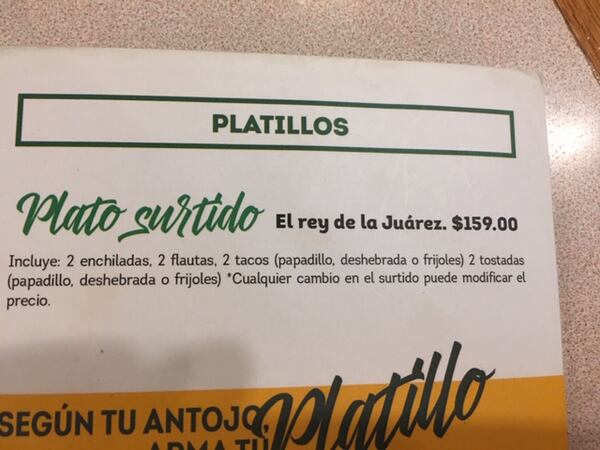 PLATILLOS
Plato surtido El rey de la Juárez. $159.00
Incluye: 2 enchiladas, 2 flautas, 2 tacos (papadillo, deshebrada o frijoles) 2 tostadas
(papadillo, deshebrada o frijoles) *Cualquier cambio en el surtido puede modificar el
precio.
SEGÚN TU ANTOJO,
ARMA TÚ Platillo